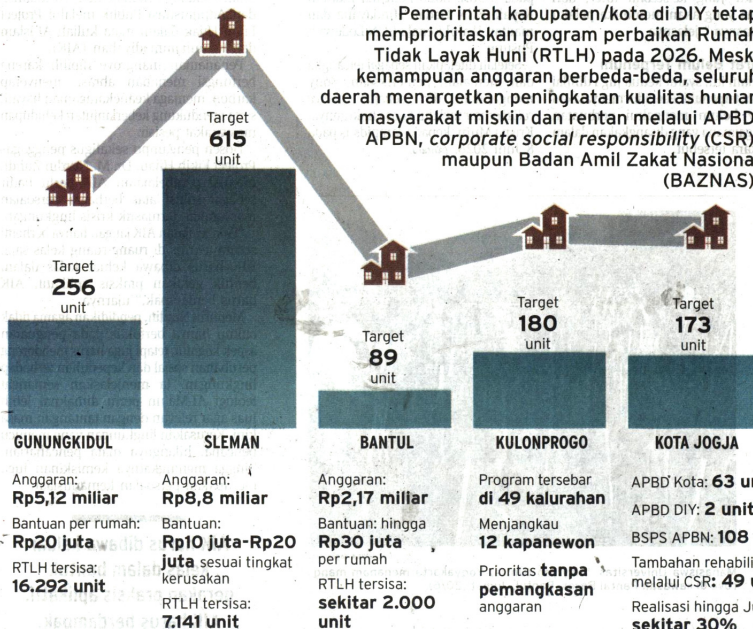 Pemerintah kabupaten/kota di DIY tetap
memprioritaskan program perbaikan Rumah
Tidak Layak Huni (RTLH) pada 2026. Mesk
kemampuan anggaran berbeda-beda, seluruh
daerah menargetkan peningkatan kualitas hunian
masyarakat miskin dan rentan melalui APBD
APBN, corporate social responsibility (CSR)
maupun Badan Amil Zakat Nasiona
(BAZNAS)
Target
256
unit
GUNUNGKIDUL
Anggaran:
Rp5,12 miliar
Bantuan per rumah:
Rp20 juta
RTLH tersisa:
16.292 unit
Target
615
unit
SLEMAN
Anggaran:
Rp8,8 miliar
Bantuan:
Rp10 juta-Rp20
juta sesuai tingkat
kerusakan
RTLH tersisa:
7.141 unit
Target
89
unit
BANTUL
Anggaran:
Rp2,17 miliar
Bantuan: hingga
Rp30 juta
per rumah
RTLH tersisa:
sekitar 2.000
unit
Target
180
unit
KULONPROGO
Program tersebar
di 49 kalurahan
Menjangkau
12 kapanewon
Prioritas tanpa
pemangkasan
anggaran
Target
173
unit
KOTA JOGJA
APBD Kota: 63 un
APBD DIY: 2 unit
BSPS APBN: 108
Tambahan rehabili
melalui CSR: 49 u
Realisasi hingga Ju
sekitar 30%